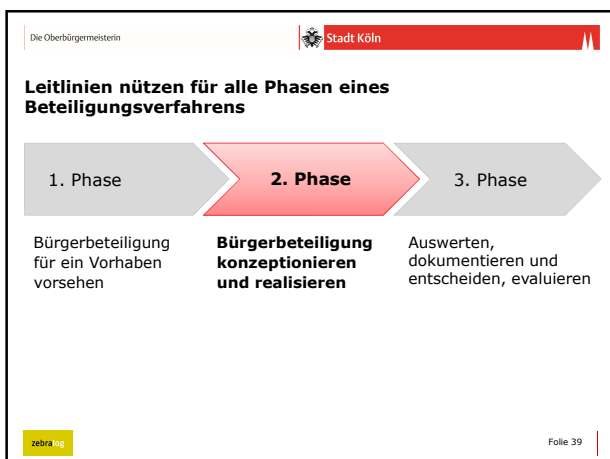 Die Oberbürgermeisterin
Stadt Köln
Leitlinien nützen für alle Phasen eines
Beteiligungsverfahrens
1. Phase
2. Phase
3. Phase
Bürgerbeteiligung
für ein Vorhaben
vorsehen
Bürgerbeteiligung
konzeptionieren
und realisieren
Auswerten,
dokumentieren und
entscheiden, evaluieren
zebralog
Folie 39